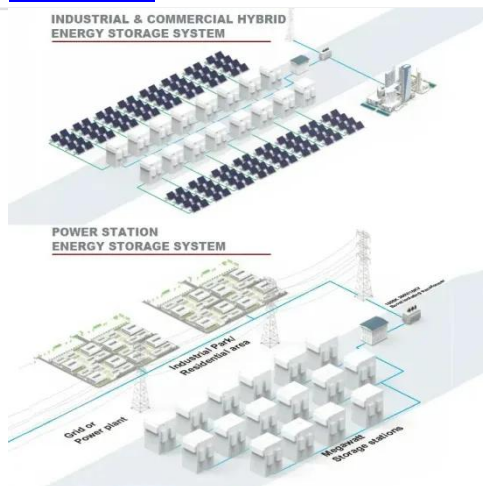 INDUSTRIAL & COMMERCIAL HYBRID
ENERGY STORAGE SYSTEM
POWER STATION
ENERGY STORAGE SYSTEM
Industrial Park/
Residential area
Grid or
Power plant
Megawatt
Storage stations